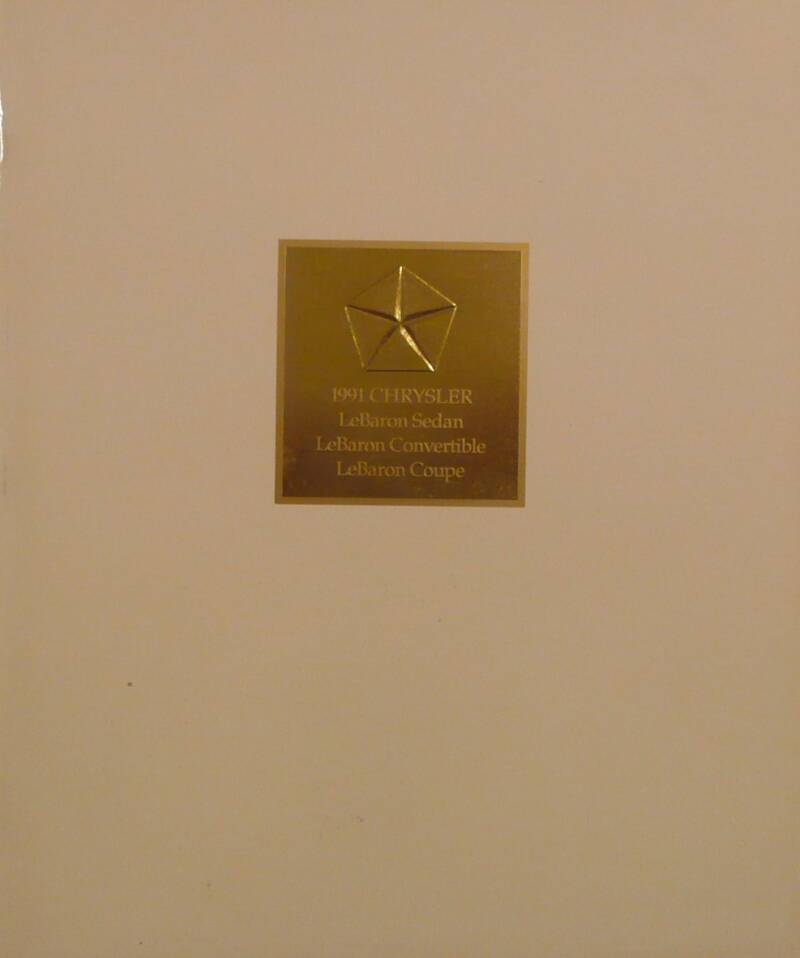 1991 CHRYSLER
LeBaron Sedan
LeBaron Convertible
LeBaron Coupe